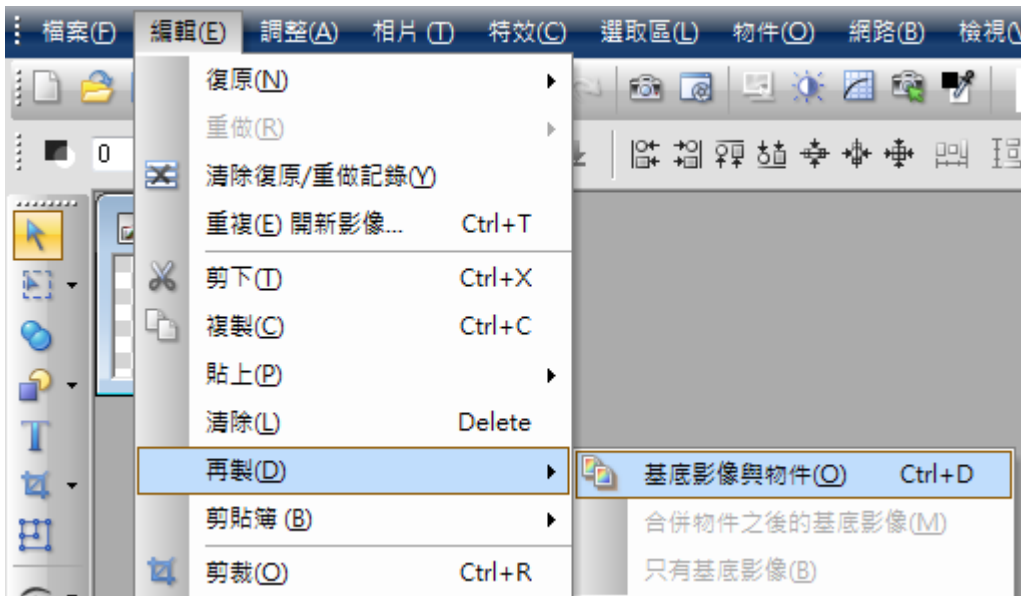 檔案(F) 編輯(E) 調整(A) 相片 (T) 特效(C) 選取區(L) 物件(O) 網路(B) 檢視(V
復原(N)
重做(R)
0
清除復原/重做記錄(Y)
重複(E) 開新影像... Ctrl+T
剪下(T) Ctrl+X
複製(C) Ctrl+C
貼上(P)
清除(L) Delete
再製(D)
基底影像與物件(O) Ctrl+D
剪貼簿 (B)
合併物件之後的基底影像(M)
剪裁(O) Ctrl+R
只有基底影像(B)